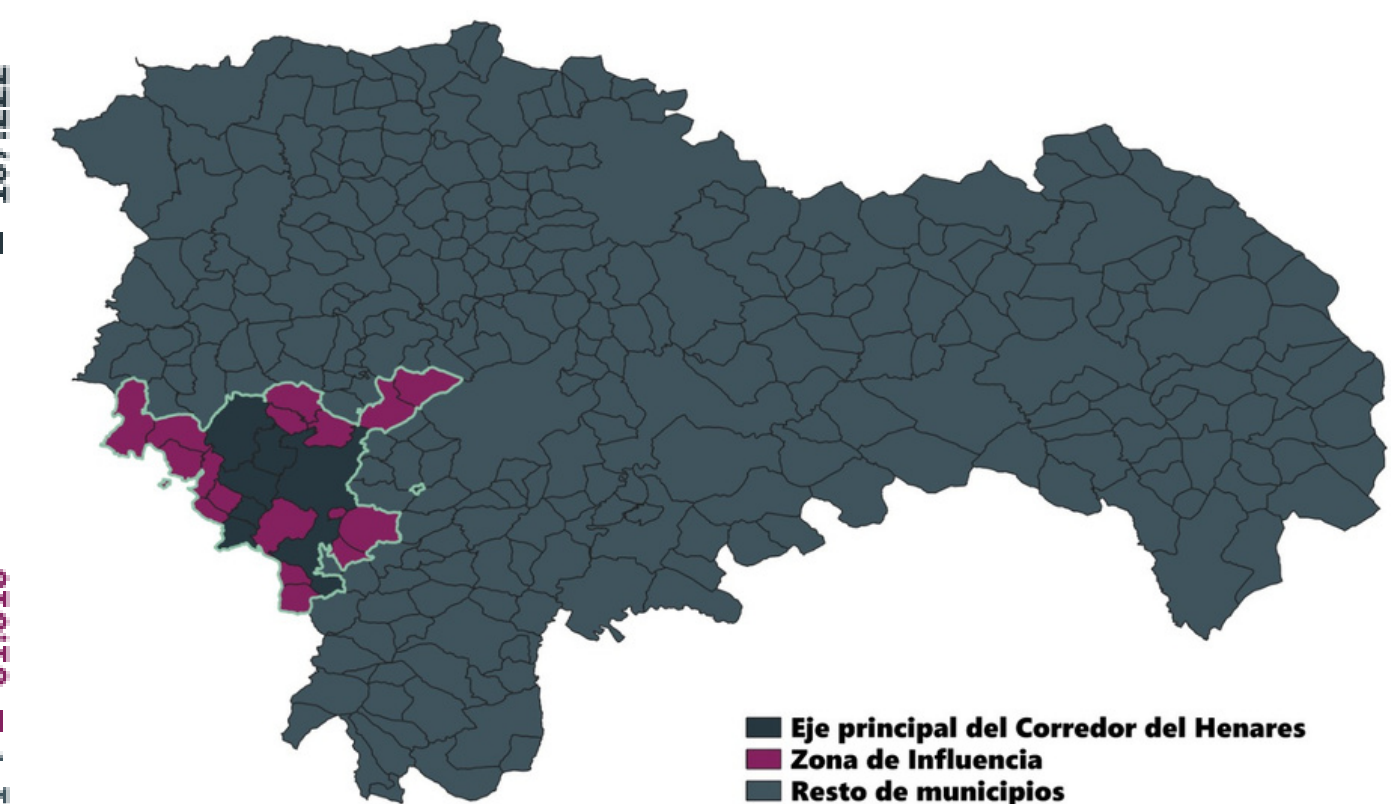 Eje principal del Corredor del Henares
Zona de Influencia
Resto de municipios